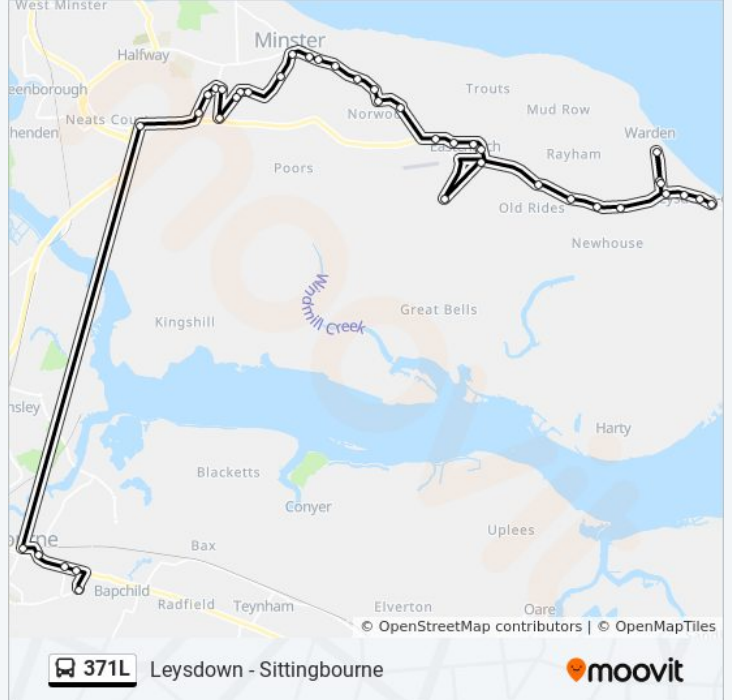 West Minster
Minster
Halfway
eenborough
Trouts
Mud Row
Norwoo
Neats Cou
henden
Warden
Eastchurch
Rayham
Poors
Leysd
Old Rides
Newhouse
Windmill Creek
Great Bells
Kingshill
nsley
Harty
Blacketts
Conyer
Uplees
Bax
Bapchild
Radfield
Teynham
Elverton
Oare
© OpenStreetMap contributors | © OpenMapTiles
371L Leysdown - Sittingbourne
moovit